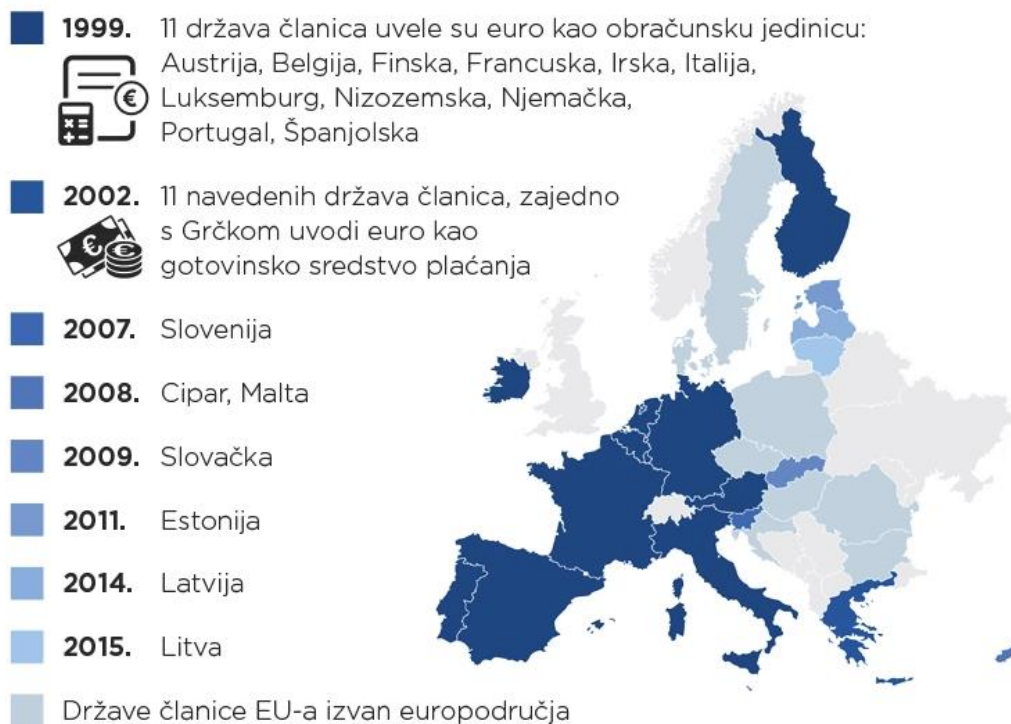 1999. 11 država članica uvele su euro kao obračunsku jedinicu:
Austrija, Belgija, Finska, Francuska, Irska, Italija,
Luksemburg, Nizozemska, Njemačka,
Portugal, Španjolska
2002. 11 navedenih država članica, zajedno
s Grčkom uvodi euro kao
gotovinsko sredstvo plaćanja
2007. Slovenija
2008. Cipar, Malta
2009. Slovačka
2011. Estonija
2014. Latvija
2015. Litva
Države članice EU-a izvan europodručja